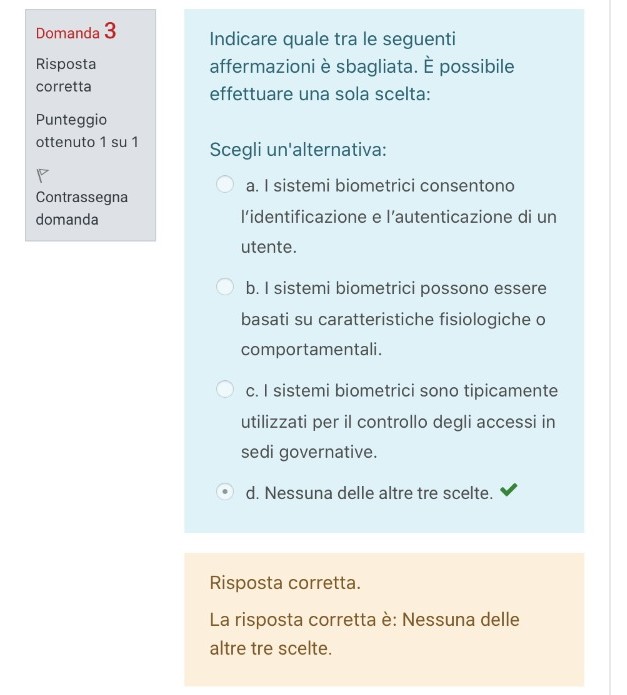 Domanda 3
Risposta
corretta
Punteggio
ottenuto 1 su 1
Contrassegna
domanda
Indicare quale tra le seguenti
affermazioni è sbagliata. È possibile
effettuare una sola scelta:
Scegli un'alternativa:
a. I sistemi biometrici consentono
l’identificazione e l’autenticazione di un
utente.
b. I sistemi biometrici possono essere
basati su caratteristiche fisiologiche o
comportamentali.
c. I sistemi biometrici sono tipicamente
utilizzati per il controllo degli accessi in
sedi governative.
d. Nessuna delle altre tre scelte.
Risposta corretta.
La risposta corretta è: Nessuna delle
altre tre scelte.